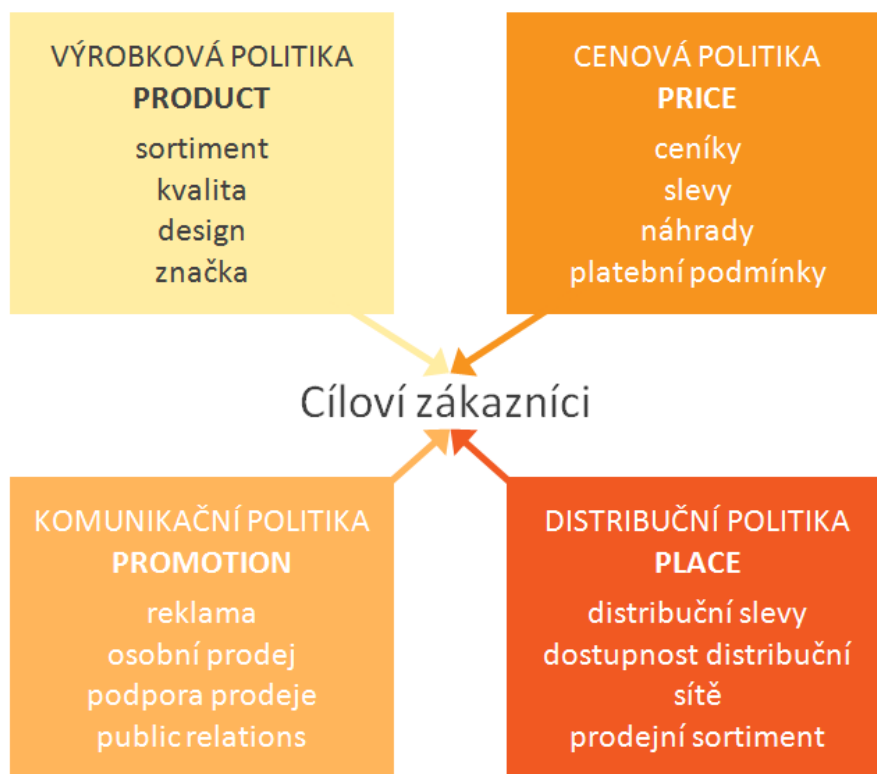 VÝROBKOVÁ POLITIKA
PRODUCT
sortiment
kvalita
design
značka
CENOVÁ POLITIKA
PRICE
ceníky
slevy
náhrady
platební podmínky
Cíloví zákazníci
KOMUNIKAČNÍ POLITIKA
PROMOTION
reklama
osobní prodej
podpora prodeje
public relations
DISTRIBUČNÍ POLITIKA
PLACE
distribuční slevy
dostupnost distribuční
sítě
prodejní sortiment